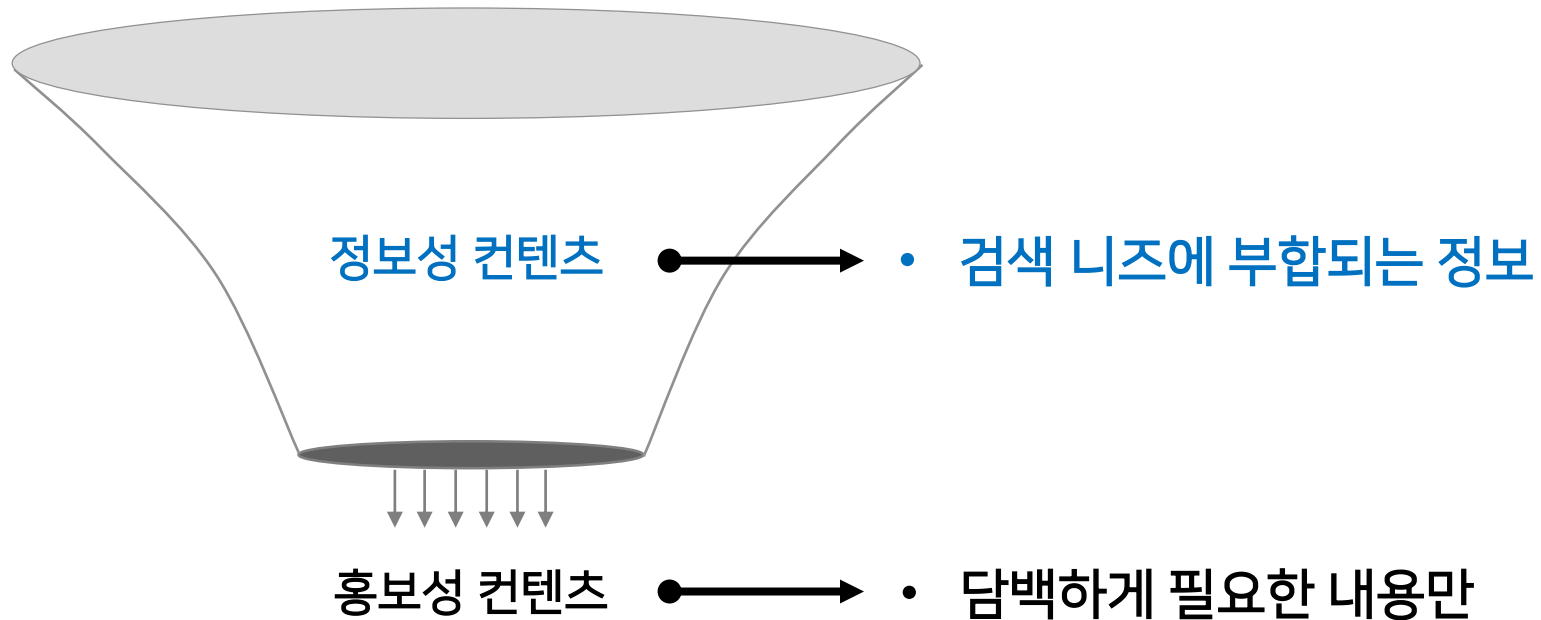 정보성 컨텐츠
• 검색 니즈에 부합되는 정보
홍보성 컨텐츠
• 담백하게 필요한 내용만